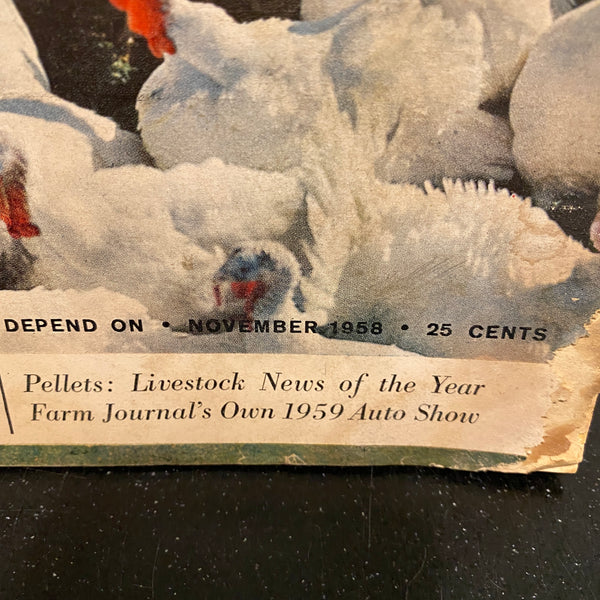 DEPEND ON • NOVEMBER 1958 • 25 CENTS
Pellets: Livestock News of the Year
Farm Journal's Own 1959 Auto Show